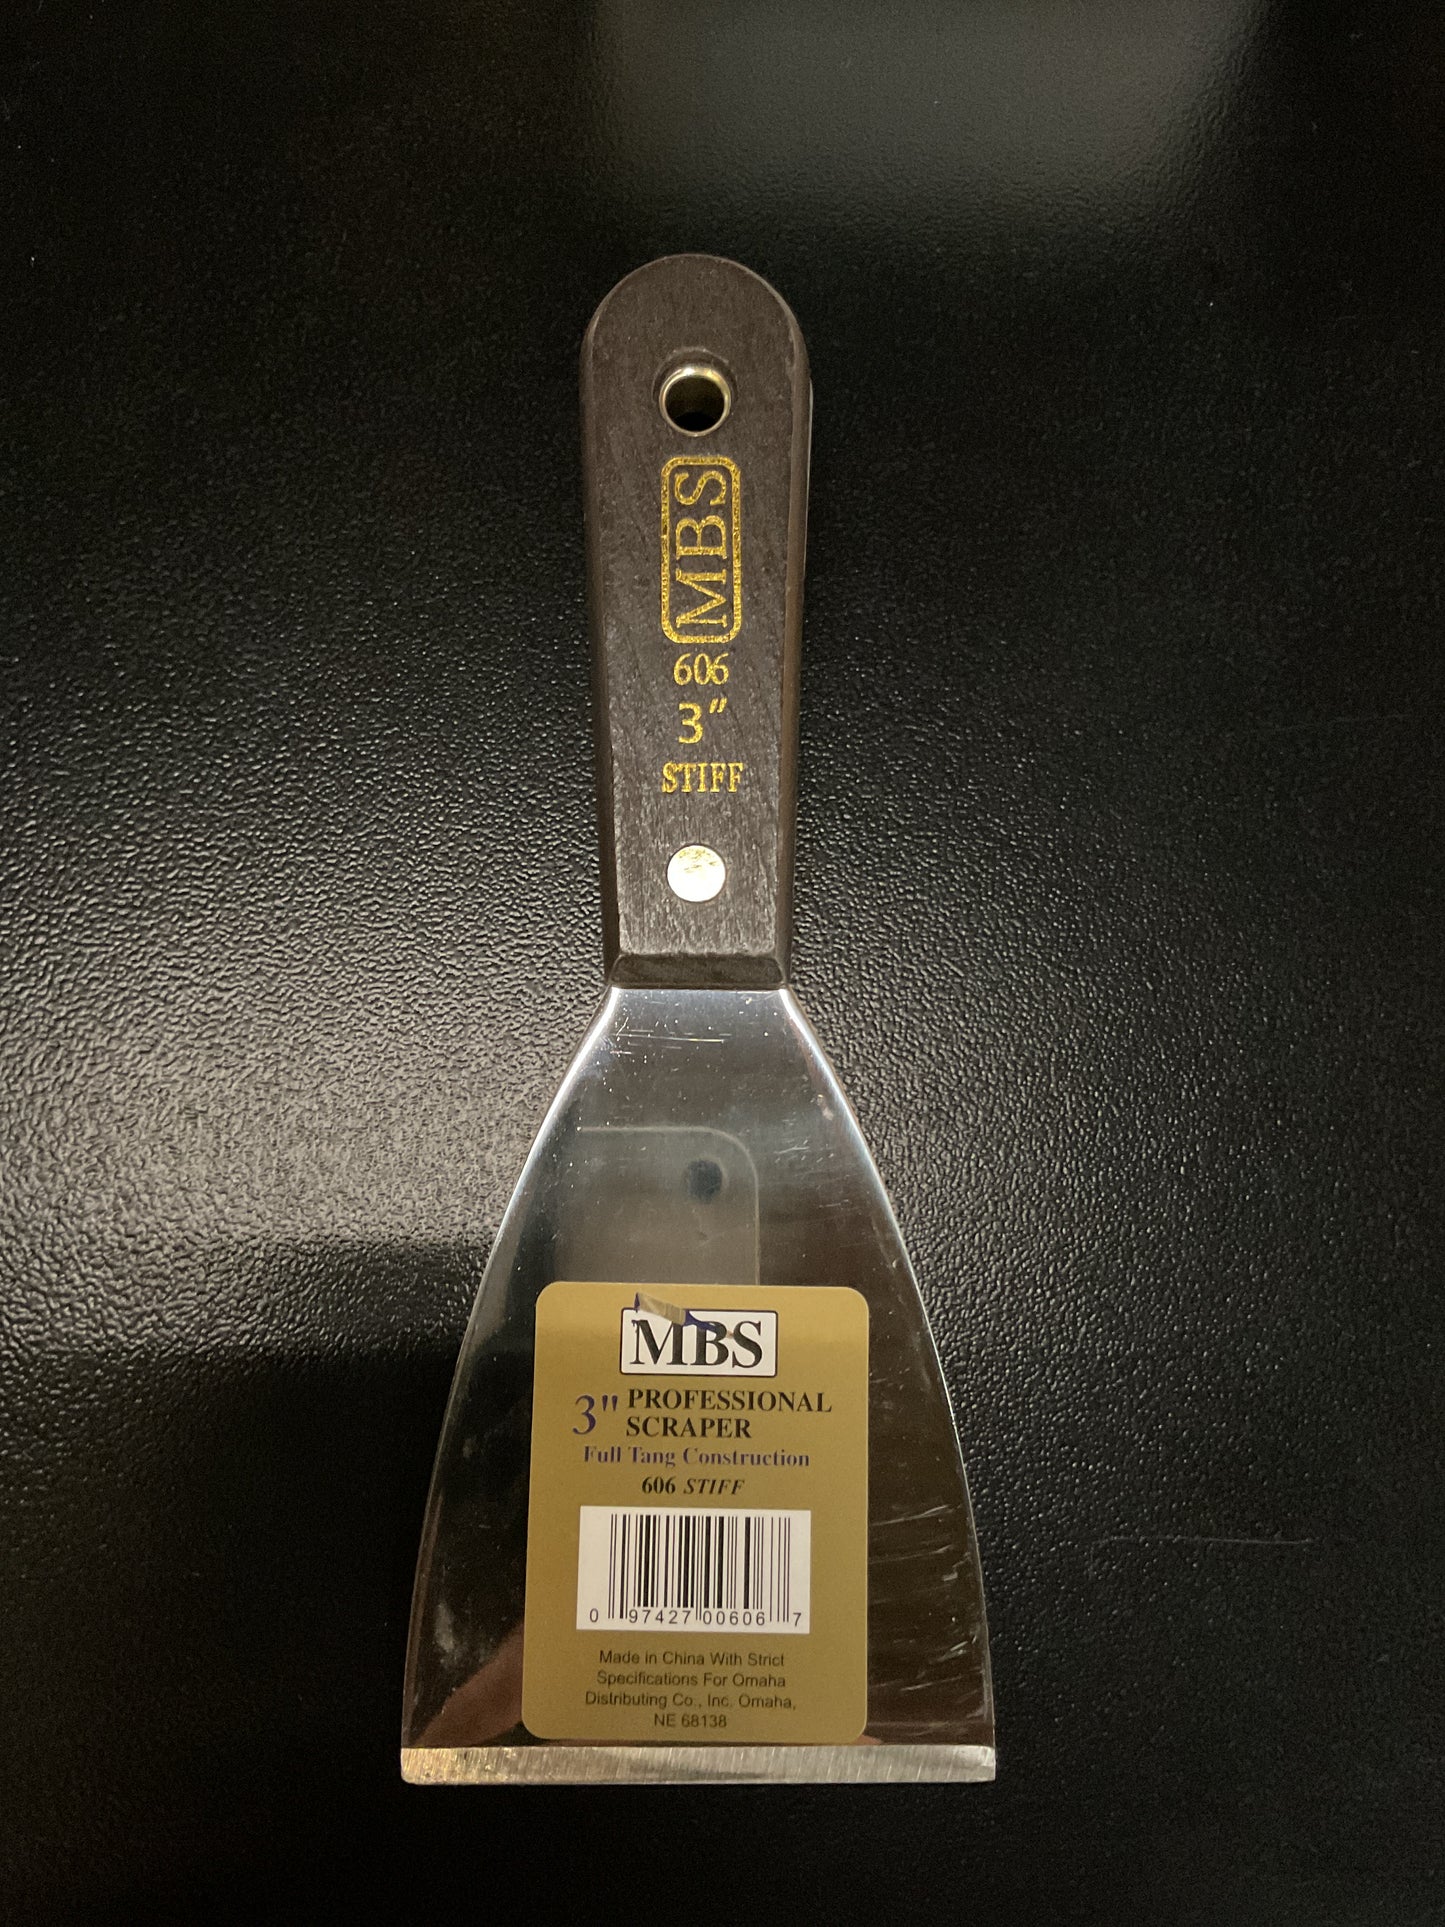 MBS
606
3"
STIFF
MBS
3" PROFESSIONAL
SCRAPER
Full Tang Construction
606 STIFF
0 97427 00606 7
Made in China With Strict
Specifications For Omaha
Distributing Co., Inc. Omaha,
NE 68138